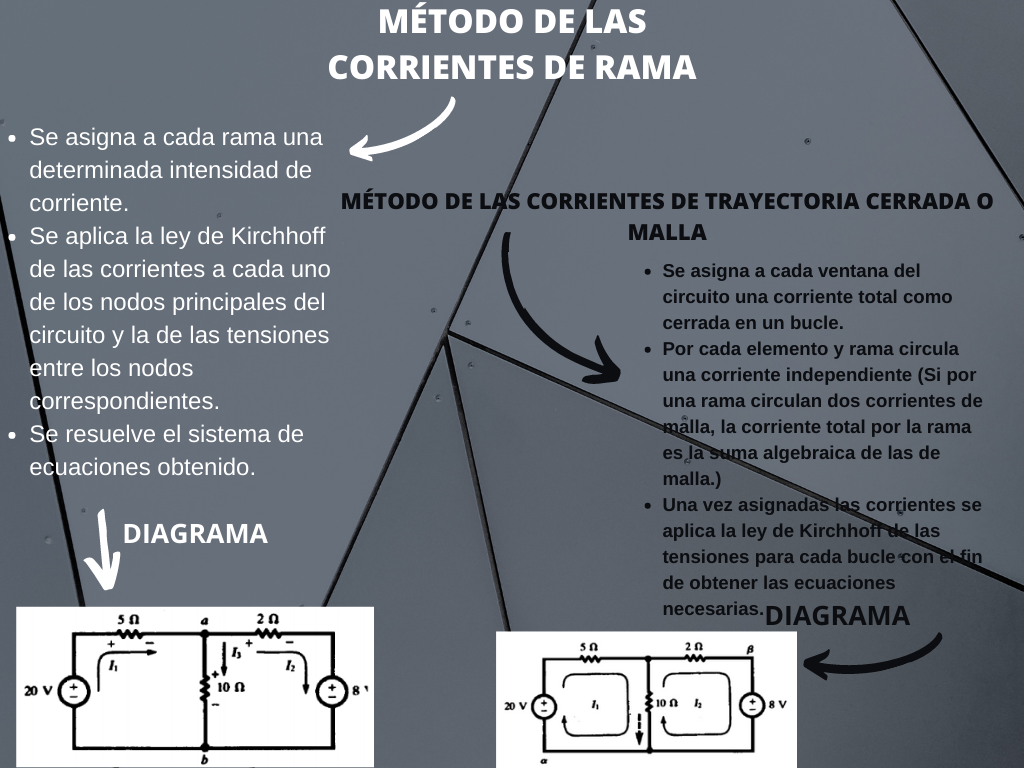 MÉTODO DE LAS
CORRIENTES DE RAMA
• Se asigna a cada rama una
determinada intensidad de
corriente.
• Se aplica la ley de Kirchhoff
de las corrientes a cada uno
de los nodos principales del
circuito y la de las tensiones
entre los nodos
correspondientes.
• Se resuelve el sistema de
ecuaciones obtenido.
DIAGRAMA
5 Ω
a
2 Ω
+ −
+ −
I₁
I₃
I₂
+
10 Ω
−
20 V
+
−
+
−
8 V
b
MÉTODO DE LAS CORRIENTES DE TRAYECTORIA CERRADA O
MALLA
• Se asigna a cada ventana del
circuito una corriente total como
cerrada en un bucle.
• Por cada elemento y rama circula
una corriente independiente (Si por
una rama circulan dos corrientes de
malla, la corriente total por la rama
es la suma algebraica de las de
malla.)
• Una vez asignadas las corrientes se
aplica la ley de Kirchhoff de las
tensiones para cada bucle con el fin
de obtener las ecuaciones
necesarias.
DIAGRAMA
5 Ω
2 Ω
β
20 V
+
−
I₁
10 Ω
I₂
+
−
8 V
α